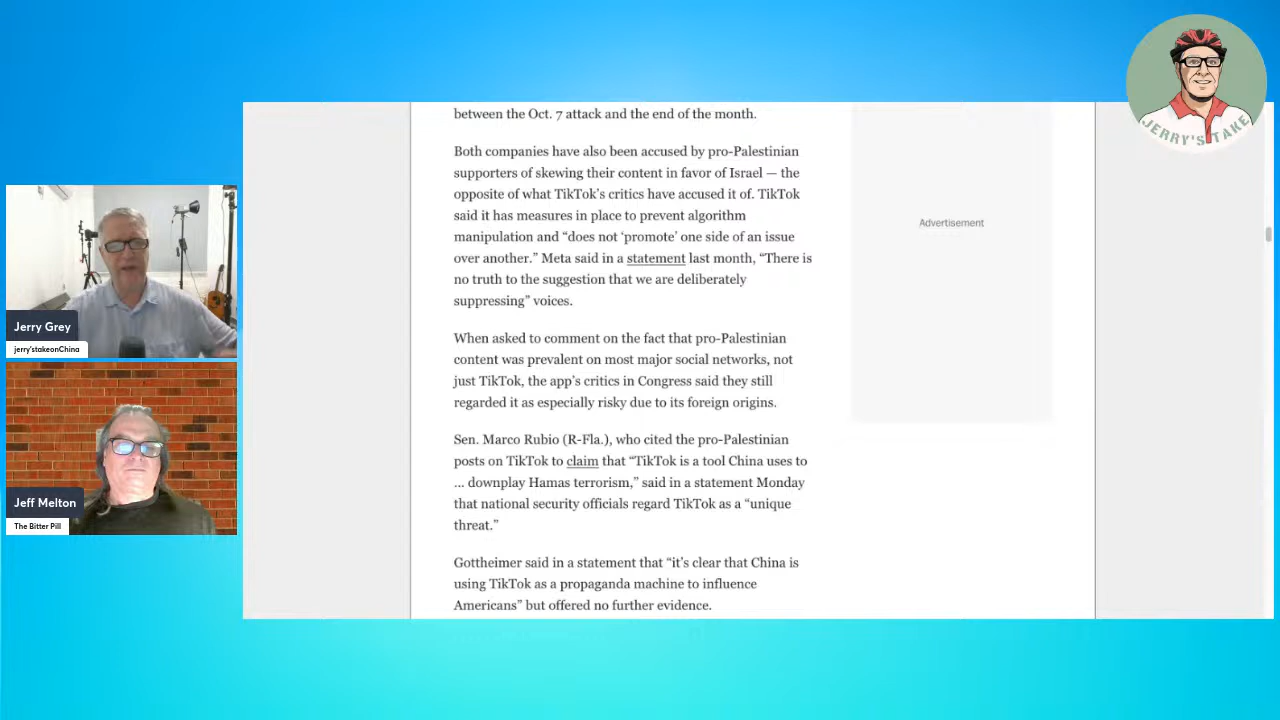 between the Oct. 7 attack and the end of the month.
Both companies have also been accused by pro-Palestinian
supporters of skewing their content in favor of Israel — the
opposite of what TikTok’s critics have accused it of. TikTok
said it has measures in place to prevent algorithm
manipulation and “does not ‘promote’ one side of an issue
over another.” Meta said in a statement last month, “There is
no truth to the suggestion that we are deliberately
suppressing” voices.
When asked to comment on the fact that pro-Palestinian
content was prevalent on most major social networks, not
just TikTok, the app’s critics in Congress said they still
regarded it as especially risky due to its foreign origins.
Sen. Marco Rubio (R-Fla.), who cited the pro-Palestinian
posts on TikTok to claim that “TikTok is a tool China uses to
... downplay Hamas terrorism,” said in a statement Monday
that national security officials regard TikTok as a “unique
threat.”
Gottheimer said in a statement that “it’s clear that China is
using TikTok as a propaganda machine to influence
Americans” but offered no further evidence.
Advertisement
JERRY'S TAKE
Jerry Grey
jerry'stakeonChina
Jeff Melton
The Bitter Pill